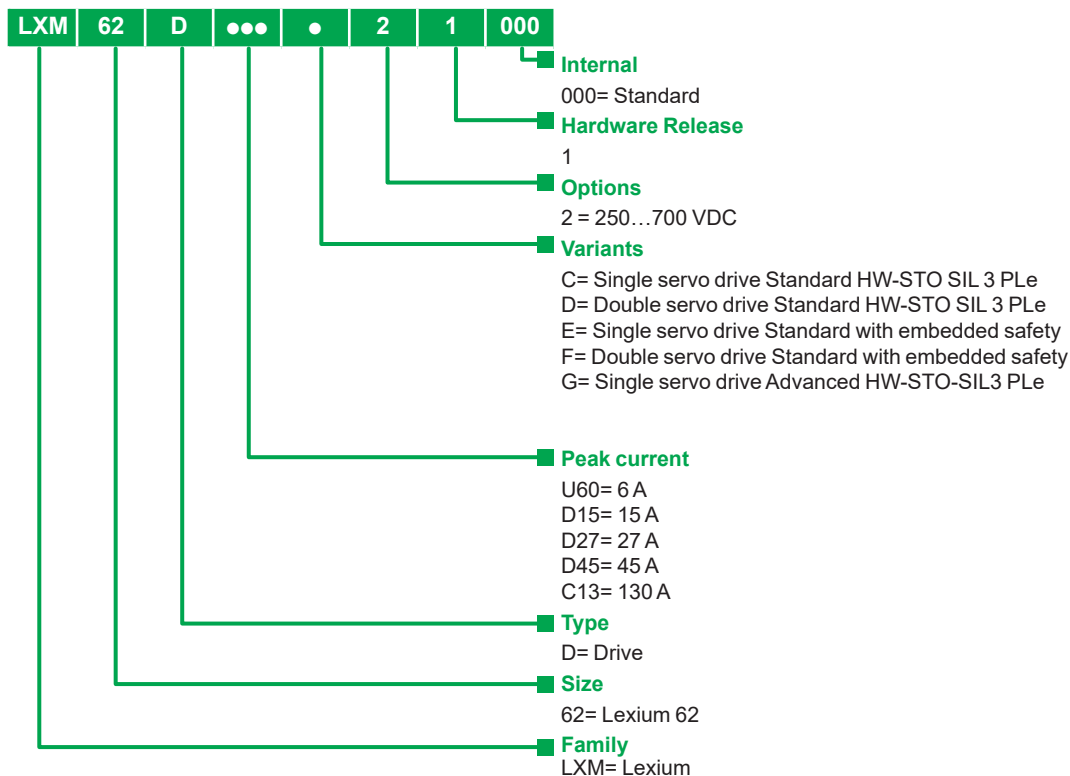 LXM 62 D ●●● ● 2 1 000
Internal
000= Standard
Hardware Release
1
Options
2 = 250…700 VDC
Variants
C= Single servo drive Standard HW-STO SIL 3 PLe
D= Double servo drive Standard HW-STO SIL 3 PLe
E= Single servo drive Standard with embedded safety
F= Double servo drive Standard with embedded safety
G= Single servo drive Advanced HW-STO-SIL3 PLe
Peak current
U60= 6 A
D15= 15 A
D27= 27 A
D45= 45 A
C13= 130 A
Type
D= Drive
Size
62= Lexium 62
Family
LXM= Lexium